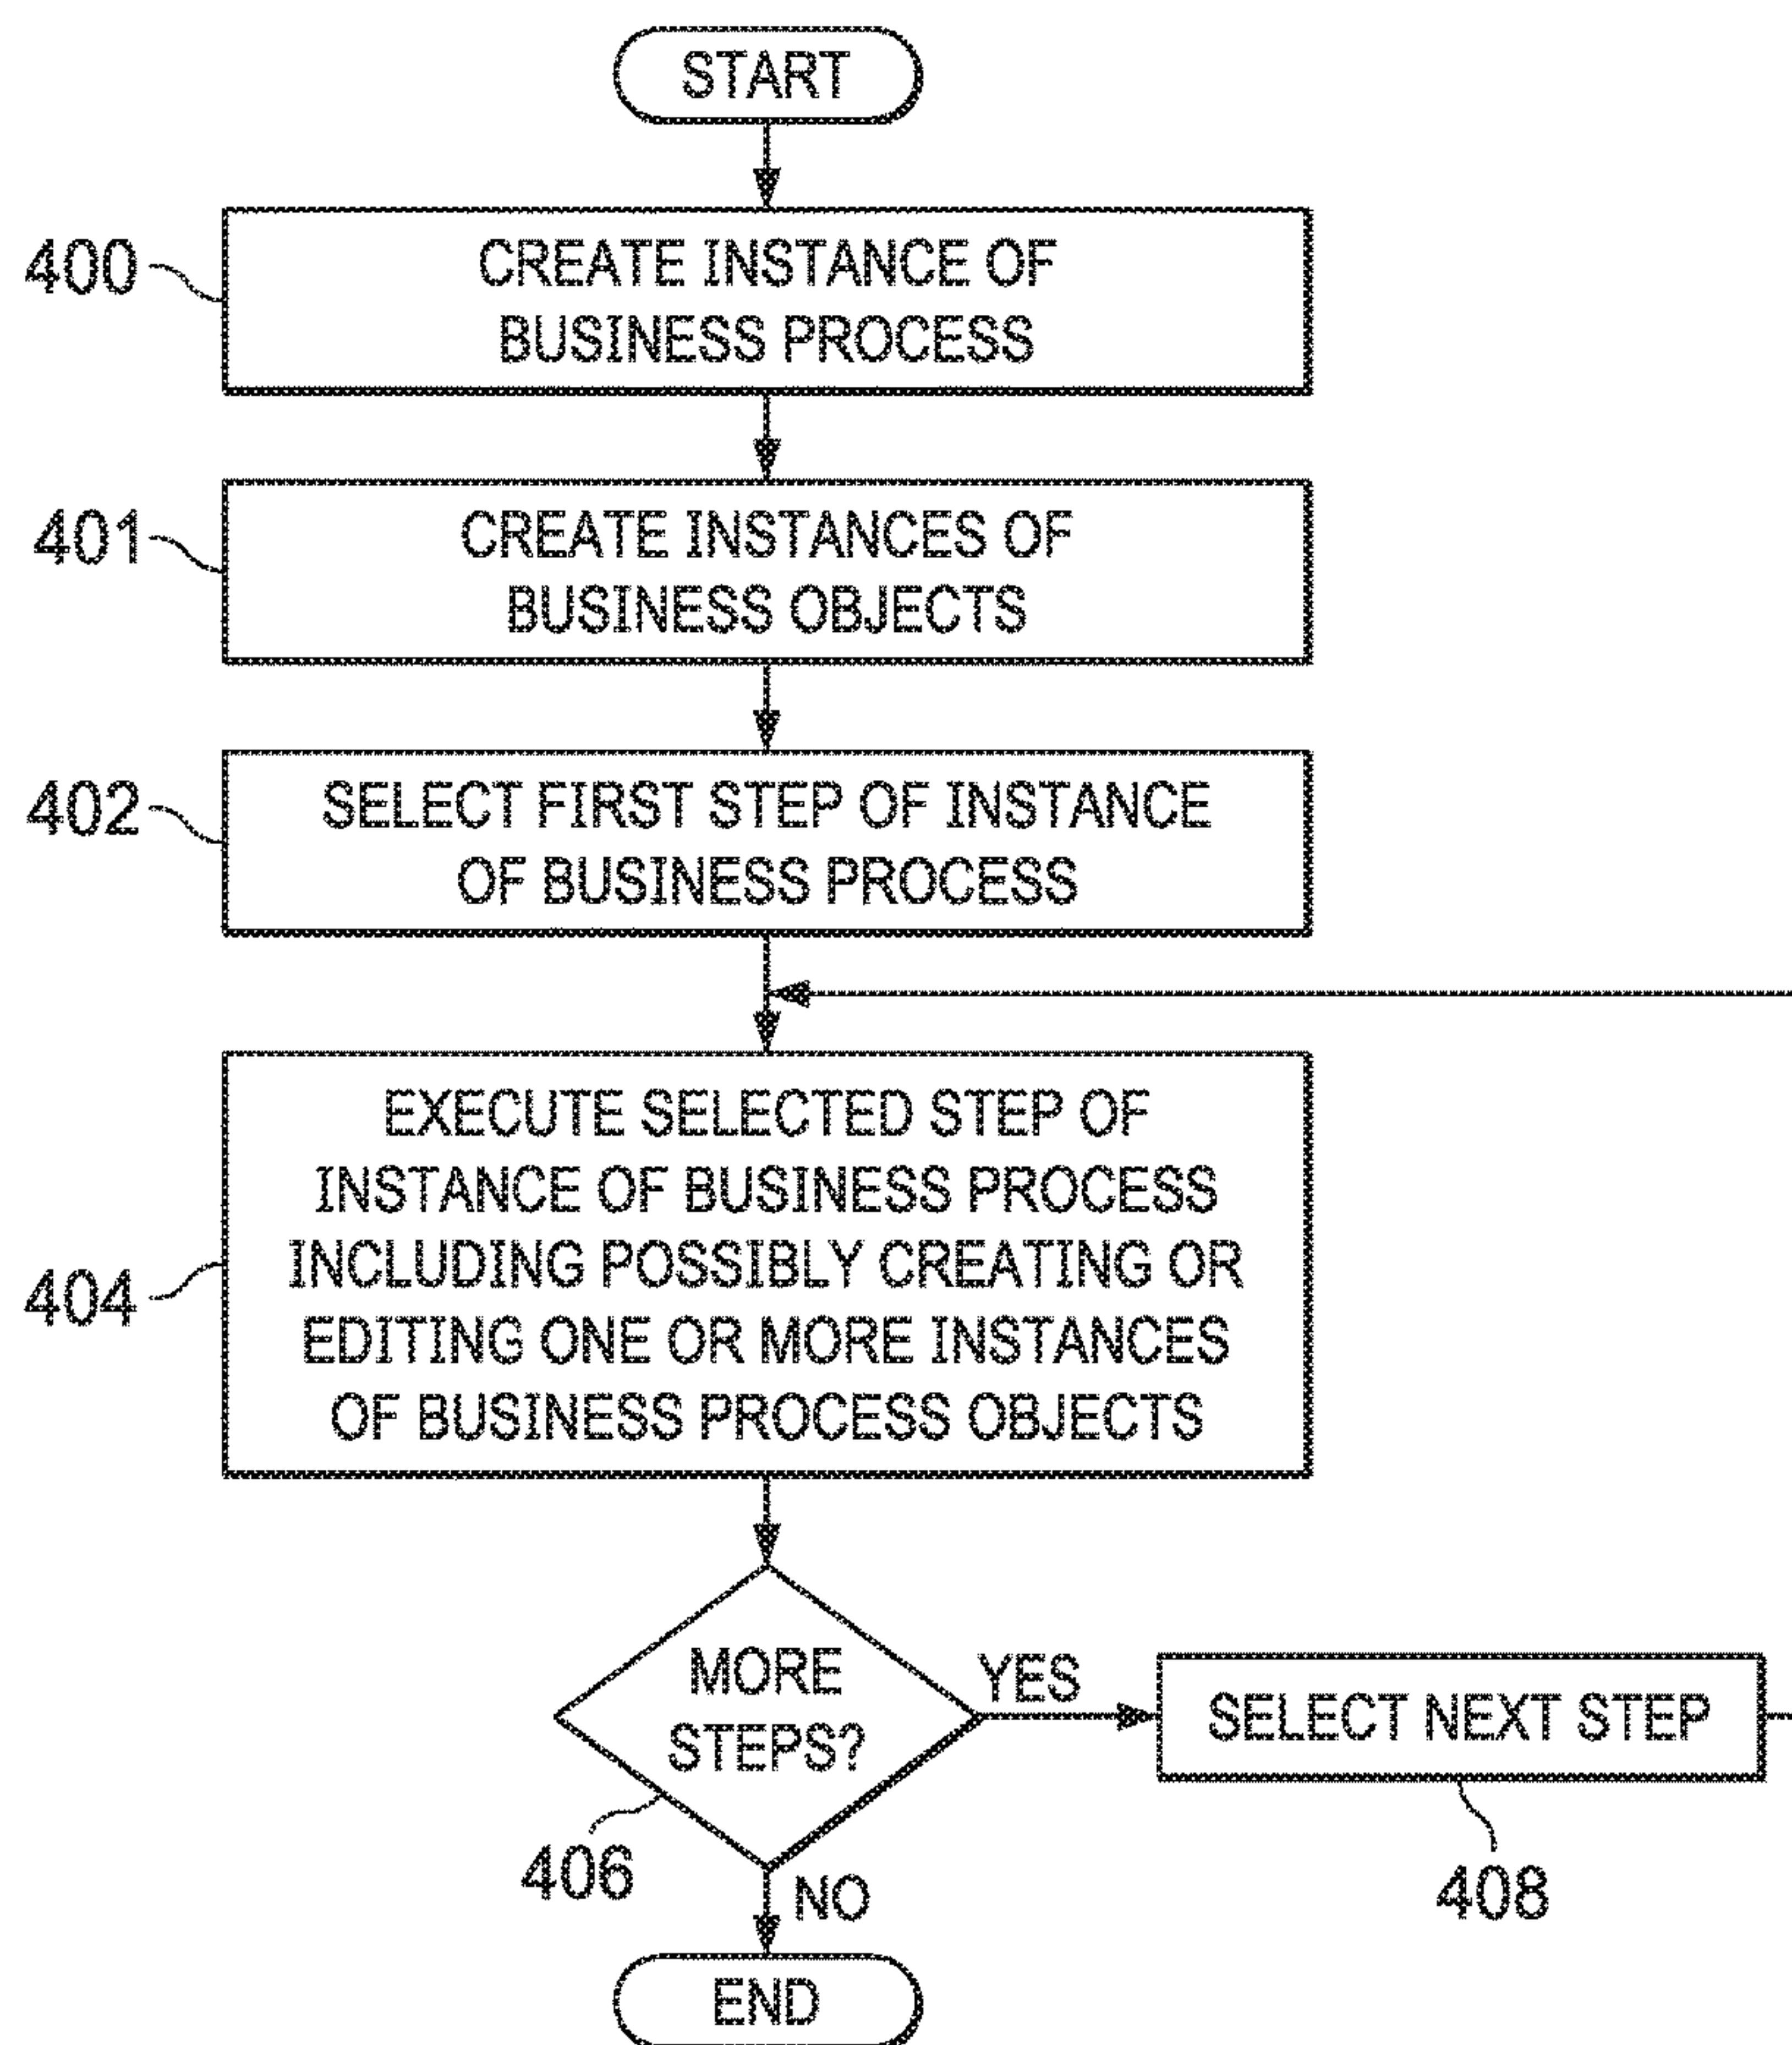 START
400
CREATE INSTANCE OF
BUSINESS PROCESS
401
CREATE INSTANCES OF
BUSINESS OBJECTS
402
SELECT FIRST STEP OF INSTANCE
OF BUSINESS PROCESS
404
EXECUTE SELECTED STEP OF
INSTANCE OF BUSINESS PROCESS
INCLUDING POSSIBLY CREATING OR
EDITING ONE OR MORE INSTANCES
OF BUSINESS PROCESS OBJECTS
MORE
STEPS?
406
YES
SELECT NEXT STEP
408
NO
END